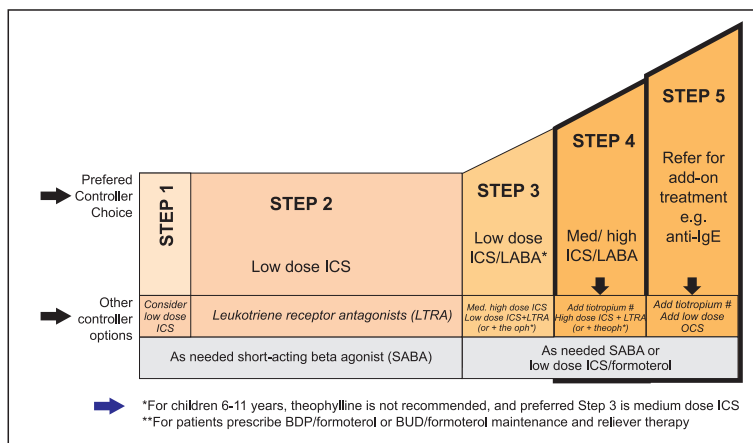 Preferred
Controller
Choice
STEP 1
STEP 2
Low dose ICS
STEP 3
Low dose
ICS/LABA*
STEP 4
Med/ high
ICS/LABA
STEP 5
Refer for
add-on
treatment
e.g.
anti-IgE
Other
controller
options
Consider
low dose
ICS
Leukotriene receptor antagonists (LTRA)
Med. high dose ICS
Low dose ICS+LTRA
(or + the oph*)
Add tiotropium #
High dose ICS + LTRA
(or + theoph*)
Add tiotropium #
Add low dose
OCS
As needed short-acting beta agonist (SABA)
As needed SABA or
low dose ICS/formoterol
*For children 6-11 years, theophylline is not recommended, and preferred Step 3 is medium dose ICS
**For patients prescribe BDP/formoterol or BUD/formoterol maintenance and reliever therapy